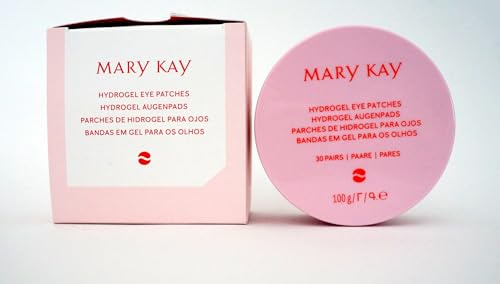 MARY KAY
HYDROGEL EYE PATCHES
HYDROGEL AUGENPADS
PARCHES DE HIDROGEL PARA OJOS
BANDAS EM GEL PARA OS OLHOS
MARY KAY
HYDROGEL EYE PATCHES
HYDROGEL AUGENPADS
PARCHES DE HIDROGEL PARA OJOS
BANDAS EM GEL PARA OS OLHOS
30 PAIRS | PAARE | PARES
100 g/Г/գ.℮